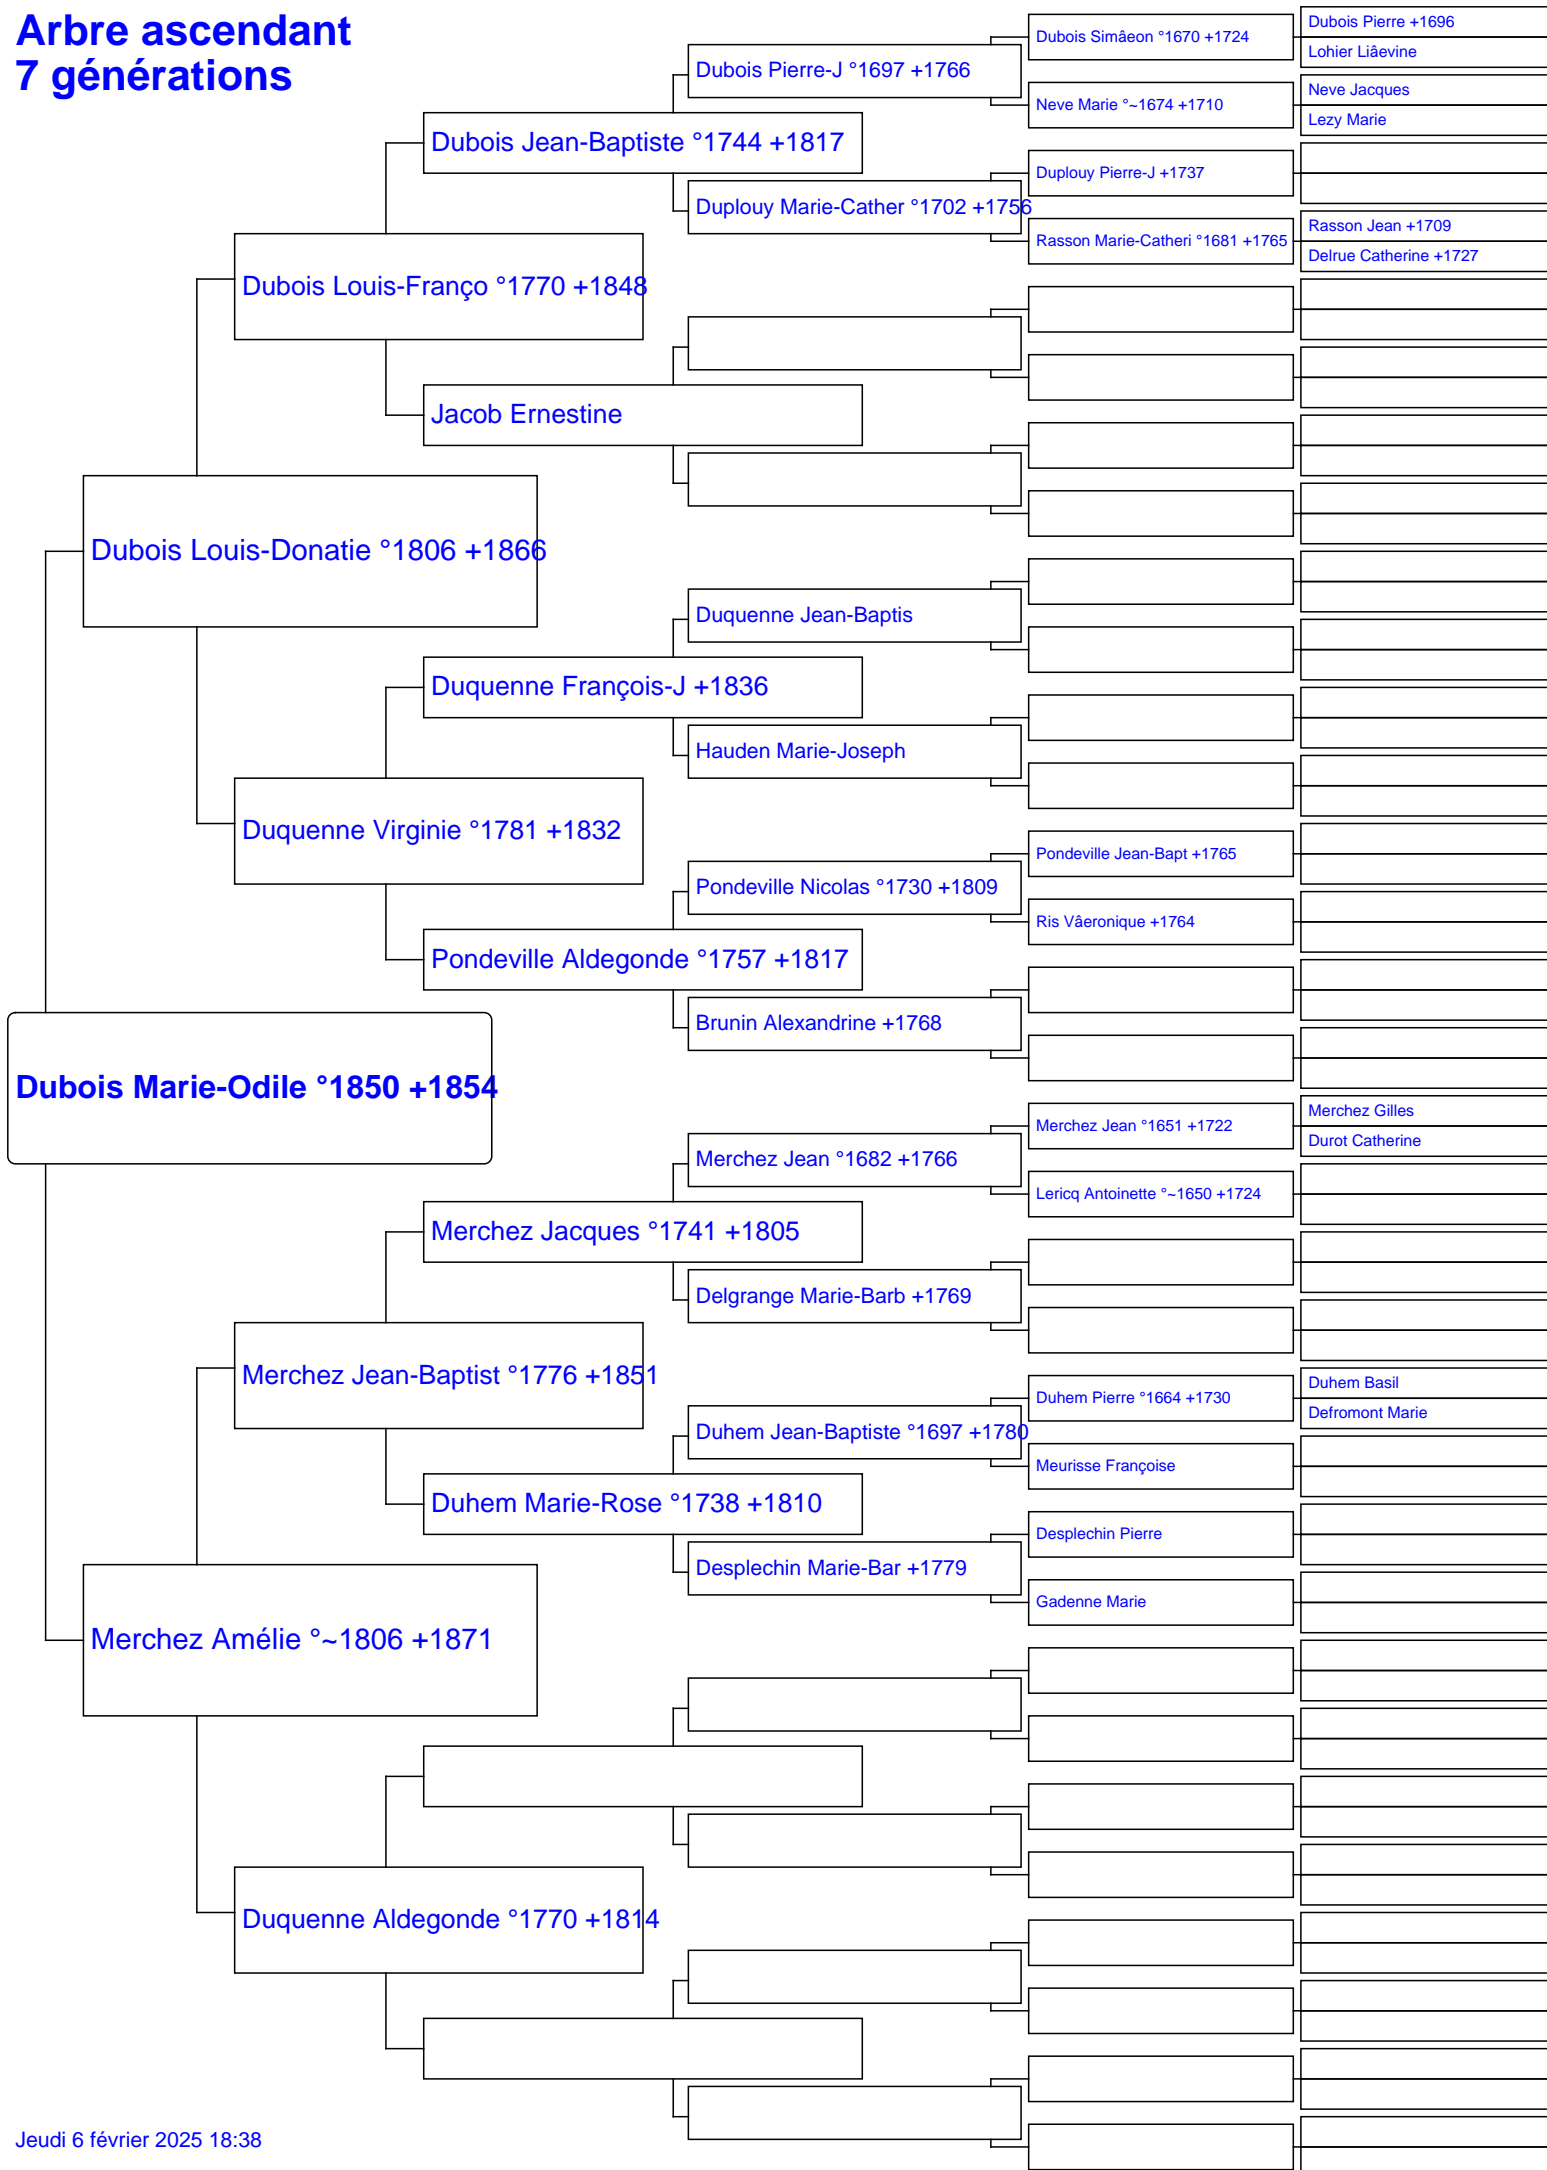 Arbre ascendant
7 générations
Dubois Marie-Odile °1850 +1854
Dubois Louis-Donatie °1806 +1866
Merchez Amélie °~1806 +1871
Dubois Louis-Franço °1770 +1848
Duquenne Virginie °1781 +1832
Merchez Jean-Baptist °1776 +1851
Duquenne Aldegonde °1770 +1814
Dubois Jean-Baptiste °1744 +1817
Jacob Ernestine
Duquenne François-J +1836
Pondeville Aldegonde °1757 +1817
Merchez Jacques °1741 +1805
Duhem Marie-Rose °1738 +1810
Dubois Pierre-J °1697 +1766
Duplouy Marie-Cather °1702 +1756
Duquenne Jean-Baptis
Hauden Marie-Joseph
Pondeville Nicolas °1730 +1809
Brunin Alexandrine +1768
Merchez Jean °1682 +1766
Delgrange Marie-Barb +1769
Duhem Jean-Baptiste °1697 +1780
Desplechin Marie-Bar +1779
Dubois Simâeon °1670 +1724
Neve Marie °~1674 +1710
Duplouy Pierre-J +1737
Rasson Marie-Catheri °1681 +1765
Pondeville Jean-Bapt +1765
Ris Vâeronique +1764
Merchez Jean °1651 +1722
Lericq Antoinette °~1650 +1724
Duhem Pierre °1664 +1730
Meurisse Françoise
Desplechin Pierre
Gadenne Marie
Dubois Pierre +1696
Lohier Liâevine
Neve Jacques
Lezy Marie
Rasson Jean +1709
Delrue Catherine +1727
Merchez Gilles
Durot Catherine
Duhem Basil
Defromont Marie
Jeudi 6 février 2025 18:38